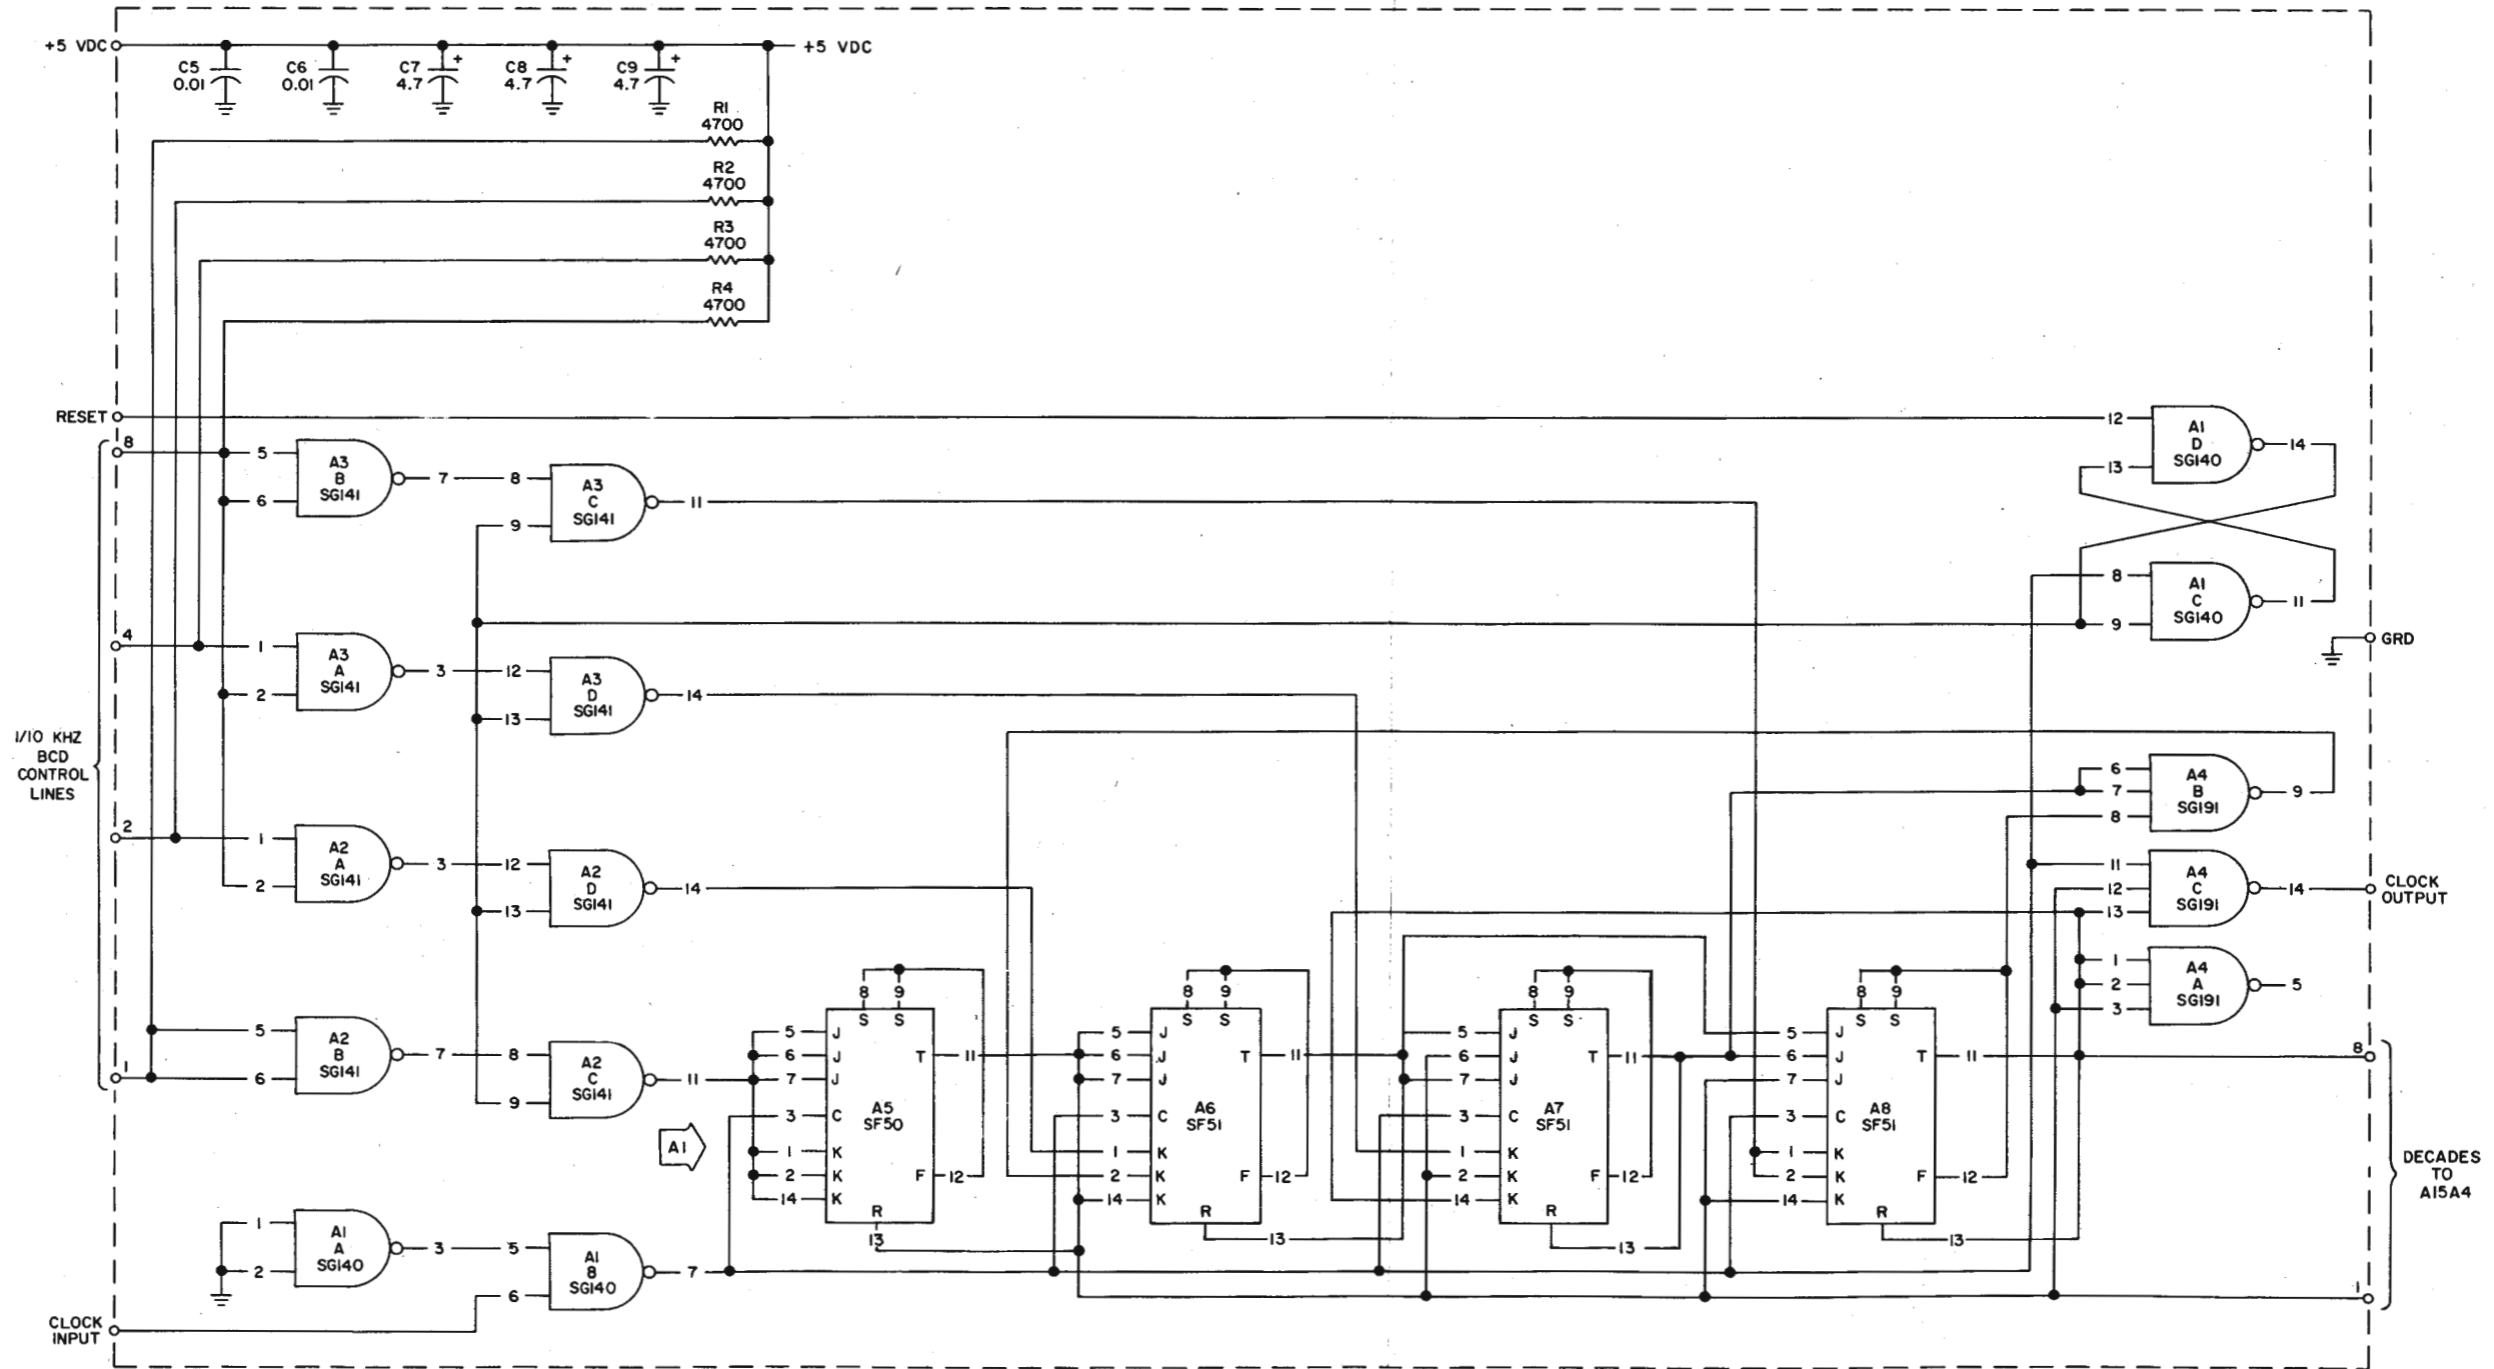 +5 VDC
+5 VDC
C5
0.01
C6
0.01
C7
4.7
+
C8
4.7
+
C9
4.7
+
R1
4700
R2
4700
R3
4700
R4
4700
RESET
8
5
6
A3
B
SG141
7
8
9
A3
C
SG141
11
12
13
A1
D
SG140
14
8
9
A1
C
SG140
11
GRD
4
1
2
A3
A
SG141
3
12
13
A3
D
SG141
14
1/10 KHZ
BCD
CONTROL
LINES
2
1
2
A2
A
SG141
3
12
13
A2
D
SG141
14
6
7
8
A4
B
SG191
9
11
12
13
A4
C
SG191
14
CLOCK
OUTPUT
1
2
3
A4
A
SG191
5
1
5
6
A2
B
SG141
7
8
9
A2
C
SG141
11
A1
8 9
S S
5 J
6 J
7 J
3 C
1 K
2 K
14 K
T 11
A5
SF50
F 12
R
13
8 9
S S
5 J
6 J
7 J
3 C
1 K
2 K
14 K
T 11
A6
SF51
F 12
R
13
8 9
S S
5 J
6 J
7 J
3 C
1 K
2 K
14 K
T 11
A7
SF51
F 12
R
13
8 9
S S
5 J
6 J
7 J
3 C
1 K
2 K
14 K
T 11
A8
SF51
F 12
R
13
8
DECADES
TO
A15A4
1
1
2
A1
A
SG140
3
5
6
A1
B
SG140
7
CLOCK
INPUT